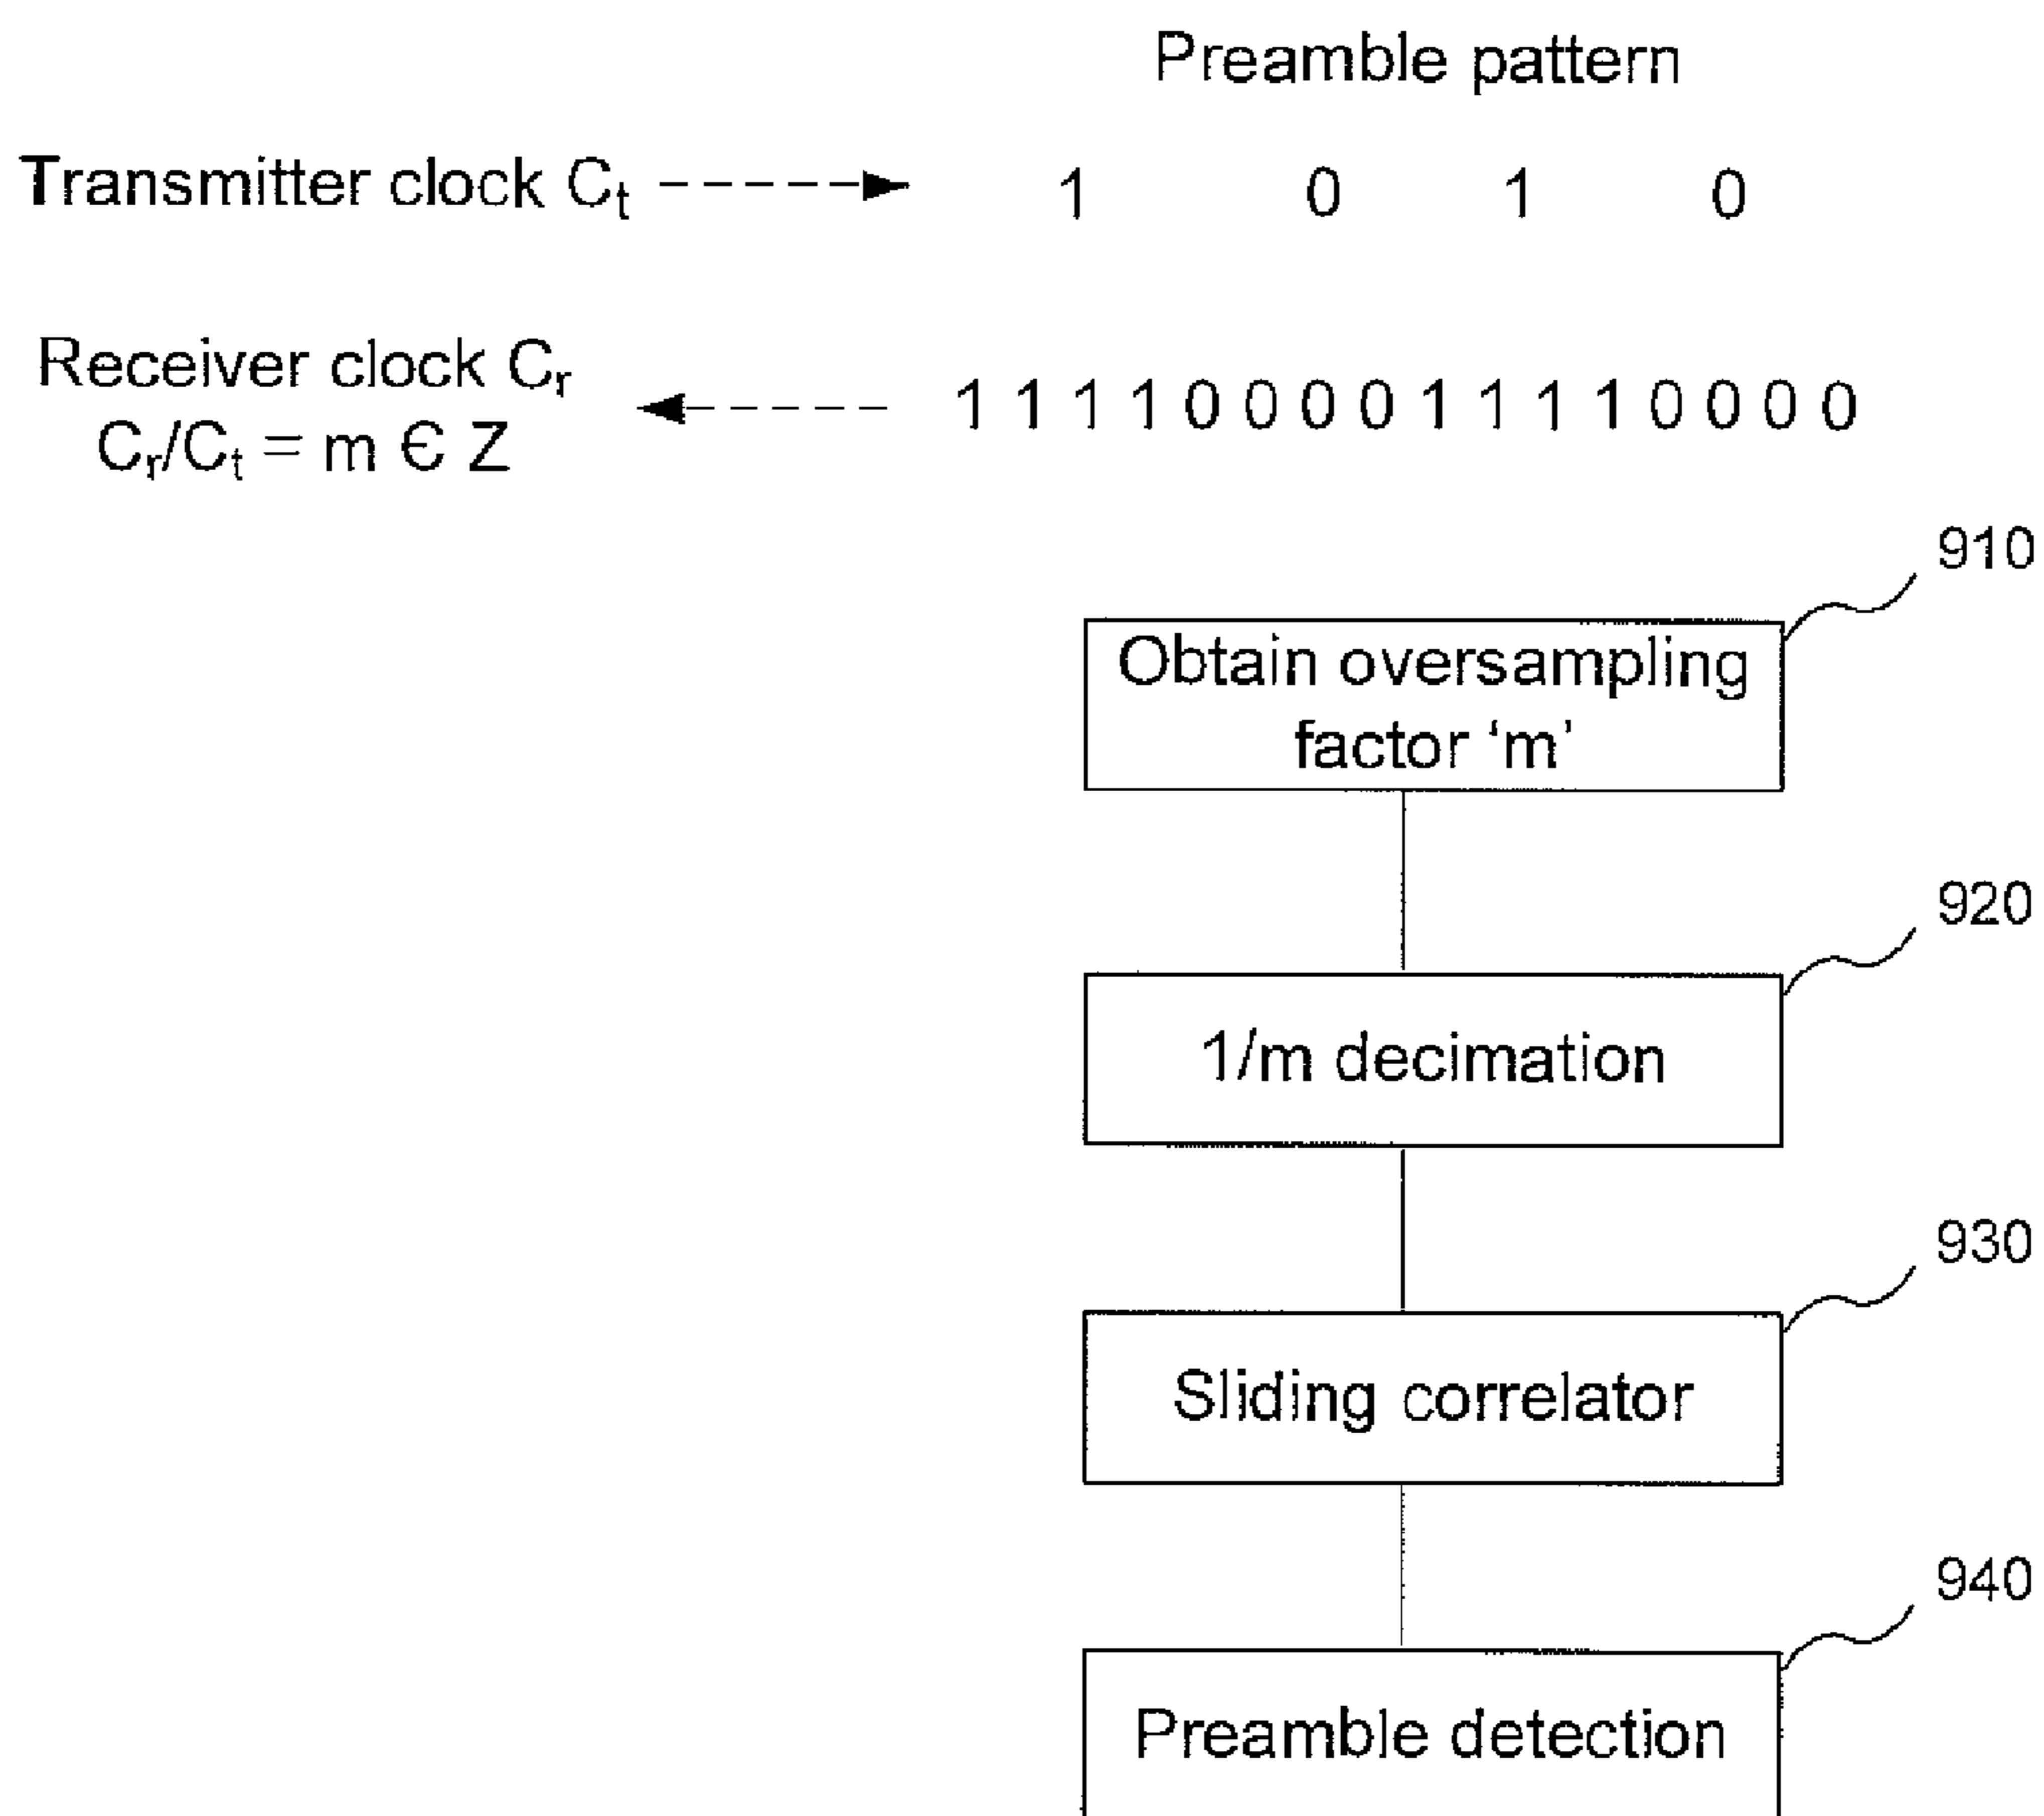 Preamble pattern
Transmitter clock Cₜ 1 0 1 0
Receiver clock Cᵣ
Cᵣ/Cₜ = m Є Z
1 1 1 1 0 0 0 0 1 1 1 1 0 0 0 0
910
Obtain oversampling
factor ‘m’
920
1/m decimation
930
Sliding correlator
940
Preamble detection